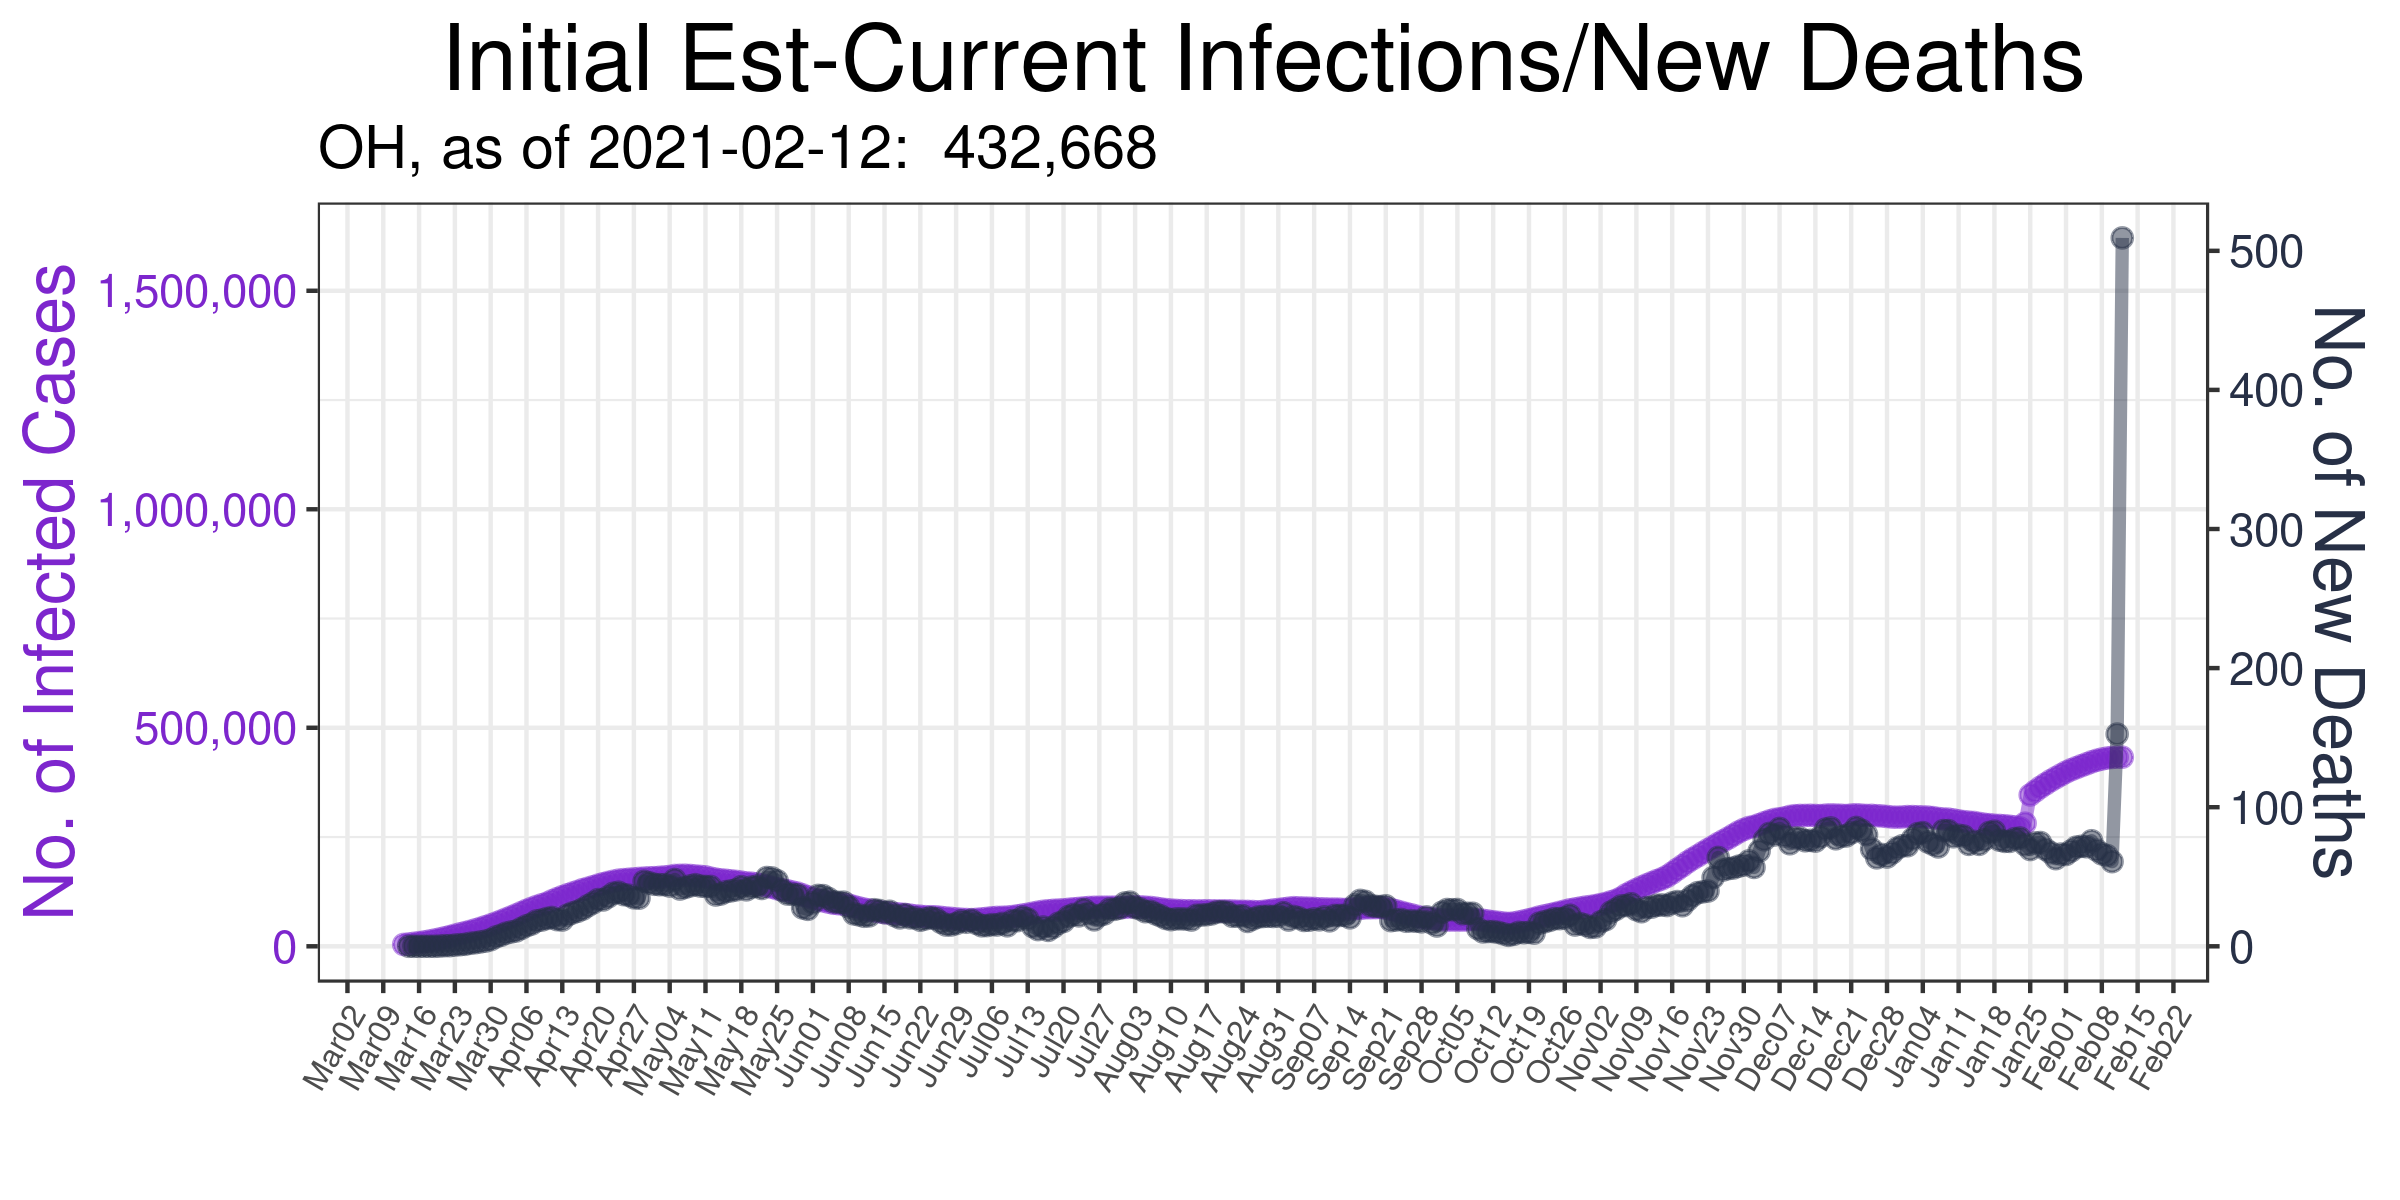 Initial Est-Current Infections/New Deaths
OH, as of 2021-02-12:  432,668
No. of Infected Cases
1,500,000
1,000,000
500,000
0
500
400
300
200
100
0
No. of New Deaths
Mar02
Mar09
Mar16
Mar23
Mar30
Apr06
Apr13
Apr20
Apr27
May04
May11
May18
May25
Jun01
Jun08
Jun15
Jun22
Jun29
Jul06
Jul13
Jul20
Jul27
Aug03
Aug10
Aug17
Aug24
Aug31
Sep07
Sep14
Sep21
Sep28
Oct05
Oct12
Oct19
Oct26
Nov02
Nov09
Nov16
Nov23
Nov30
Dec07
Dec14
Dec21
Dec28
Jan04
Jan11
Jan18
Jan25
Feb01
Feb08
Feb15
Feb22